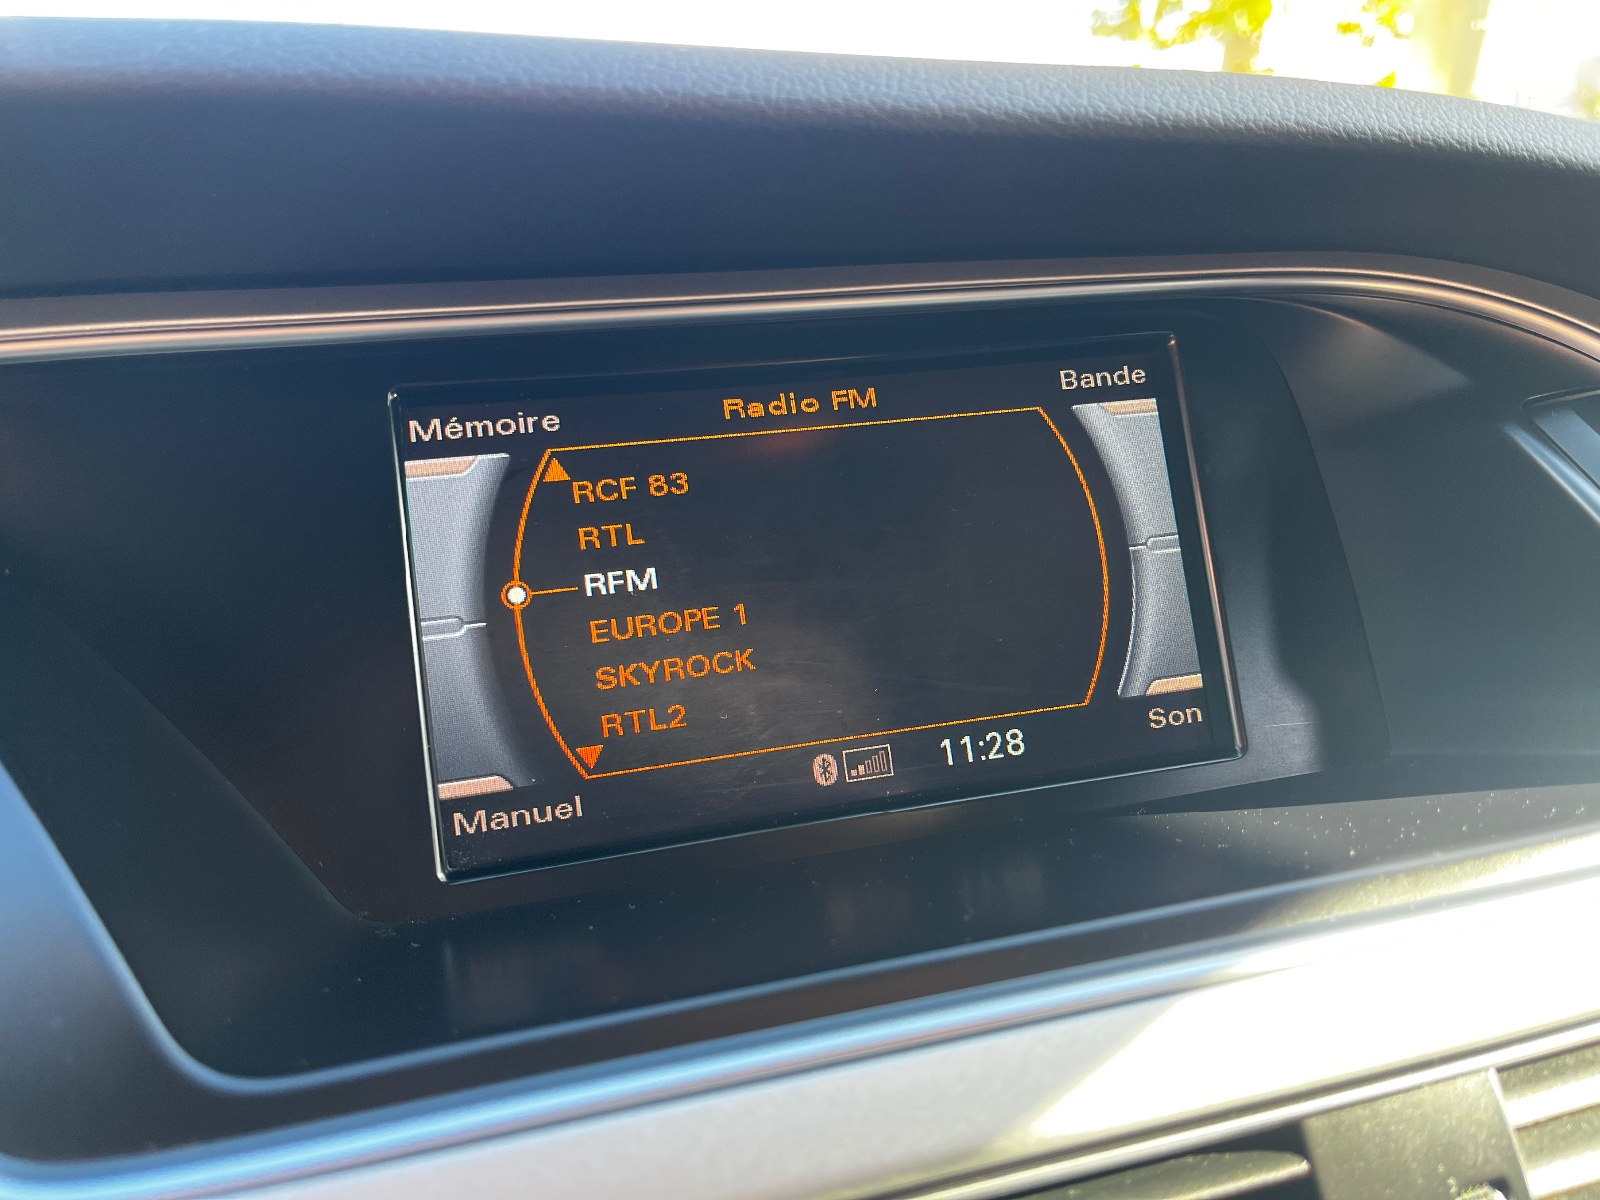 Mémoire
Radio FM
Bande
RCF 83
RTL
RFM
EUROPE 1
SKYROCK
RTL2
Manuel
11:28
Son